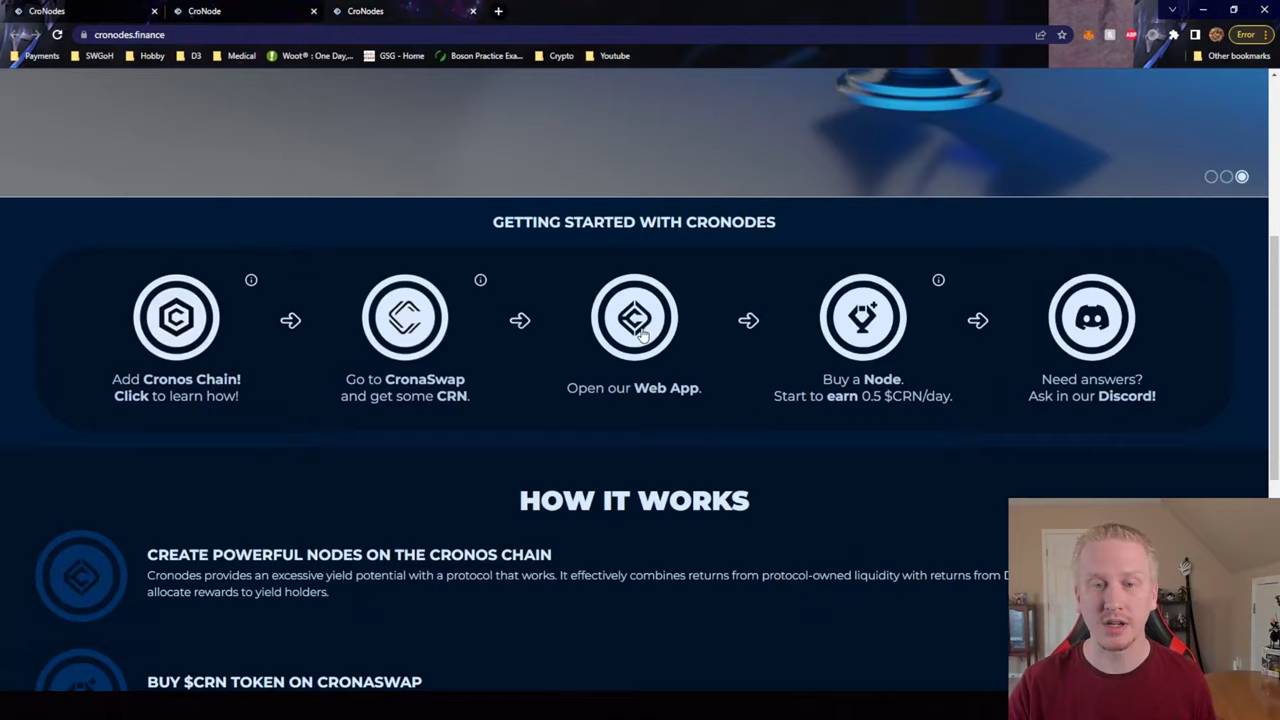 CroNodes
CroNode
CroNodes
cronodes.finance
Error
Payments
SWGoH
Hobby
D3
Medical
Woot® : One Day,...
GSG - Home
Boson Practice Exa...
Crypto
Youtube
Other bookmarks
GETTING STARTED WITH CRONODES
Add Cronos Chain!
Click to learn how!
Go to CronaSwap
and get some CRN.
Open our Web App.
Buy a Node.
Start to earn 0.5 $CRN/day.
Need answers?
Ask in our Discord!
HOW IT WORKS
CREATE POWERFUL NODES ON THE CRONOS CHAIN
Cronodes provides an excessive yield potential with a protocol that works. It effectively combines returns from protocol-owned liquidity with returns from
allocate rewards to yield holders.
BUY $CRN TOKEN ON CRONASWAP